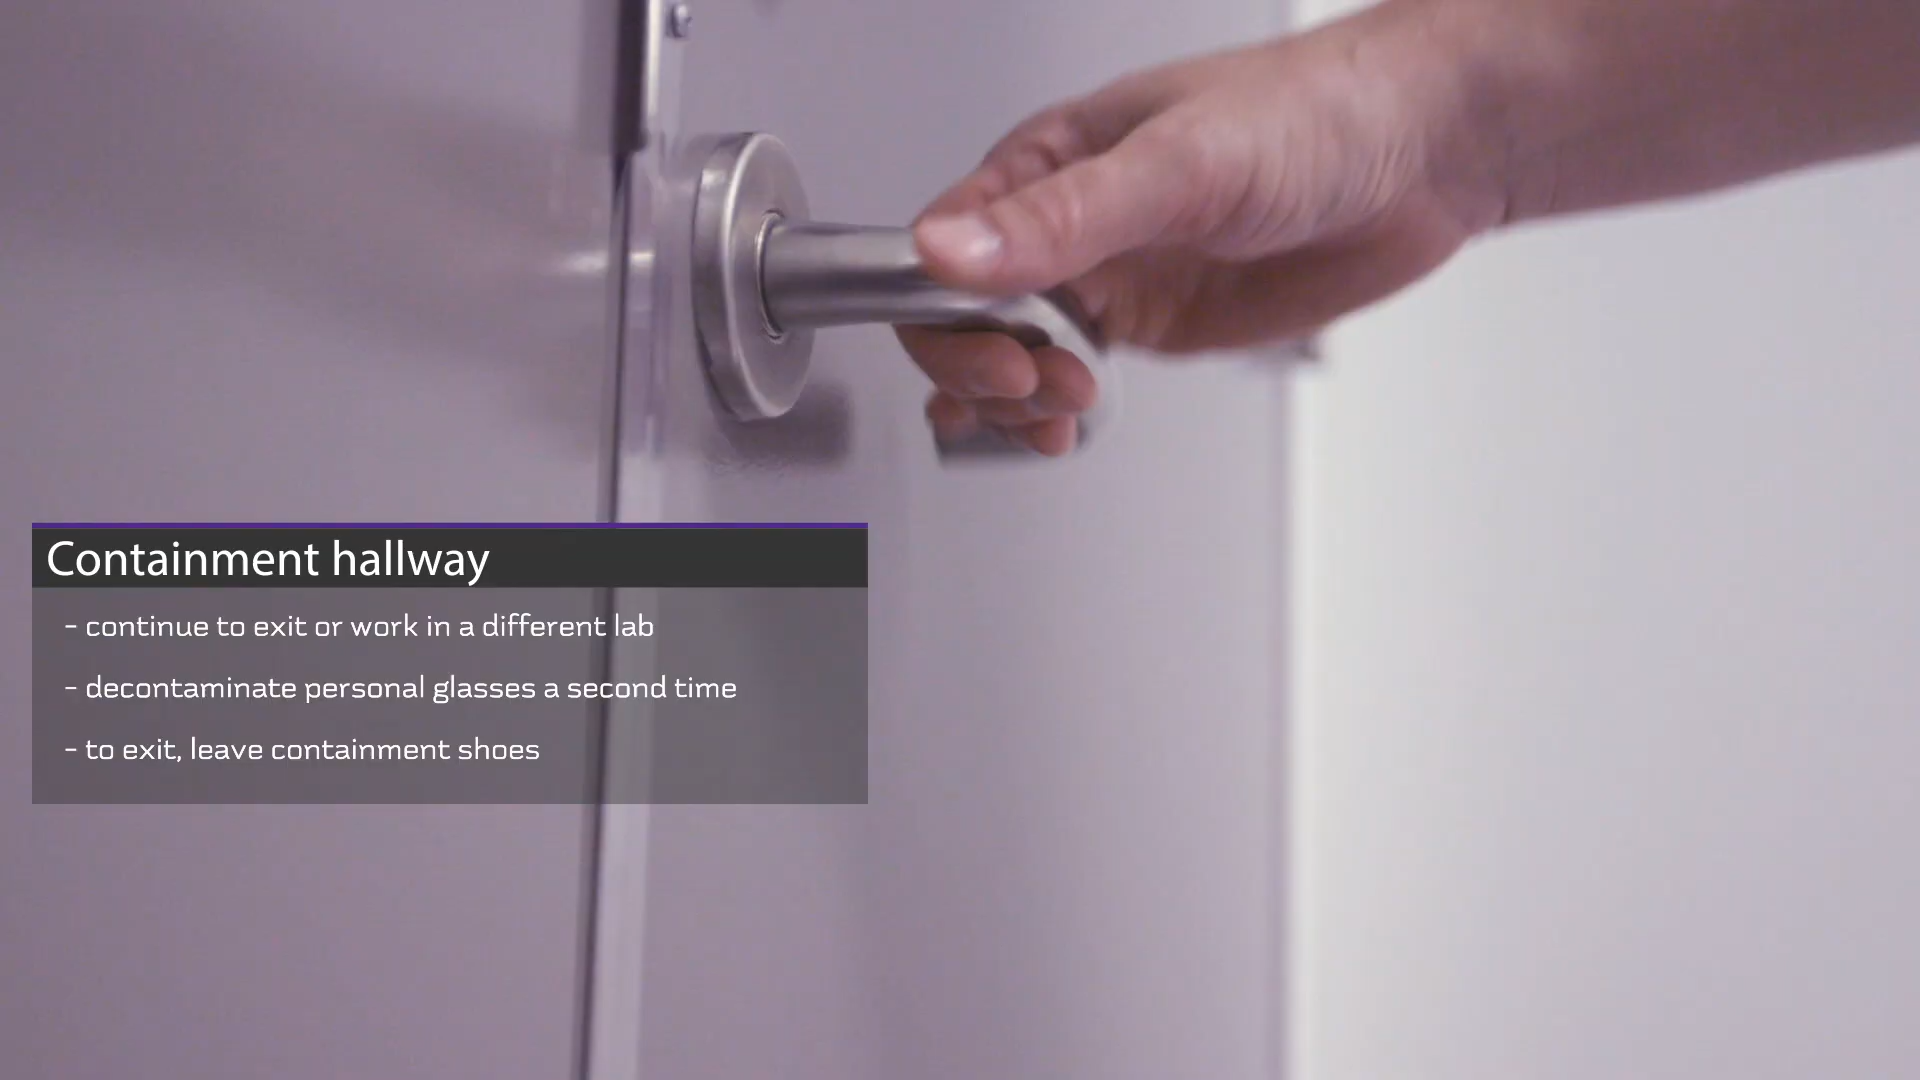 Containment hallway
- continue to exit or work in a different lab
- decontaminate personal glasses a second time
- to exit, leave containment shoes